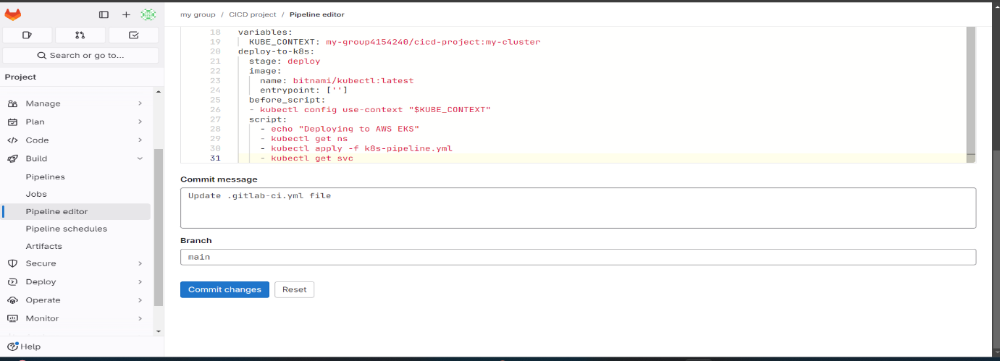 my group / CICD project / Pipeline editor
Search or go to...
Project
Manage
Plan
Code
Build
Pipelines
Jobs
Pipeline editor
Pipeline schedules
Artifacts
Secure
Deploy
Operate
Monitor
Help
18 variables:
19 KUBE_CONTEXT: my-group4154240/cicd-project:my-cluster
20 deploy-to-k8s:
21 stage: deploy
22 image:
23 name: bitnami/kubectl:latest
24 entrypoint: ['']
25 before_script:
26 - kubectl config use-context "$KUBE_CONTEXT"
27 script:
28 - echo "Deploying to AWS EKS"
29 - kubectl get ns
30 - kubectl apply -f k8s-pipeline.yml
31 - kubectl get svc
Commit message
Update .gitlab-ci.yml file
Branch
main
Commit changes
Reset